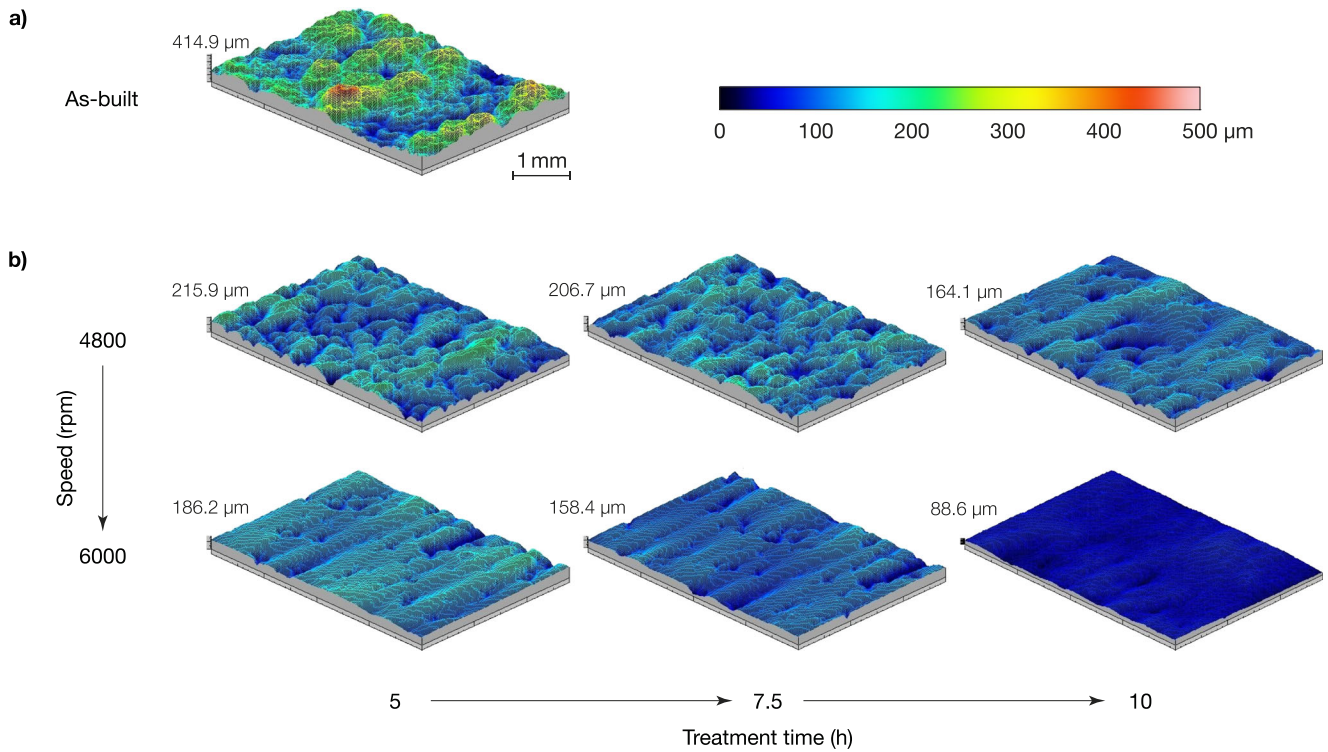 a)
414.9 µm
As-built
0 100 200 300 400 500 µm
1 mm
b)
215.9 µm 206.7 µm 164.1 µm
4800
Speed (rpm)
186.2 µm 158.4 µm 88.6 µm
6000
5 7.5 10
Treatment time (h)